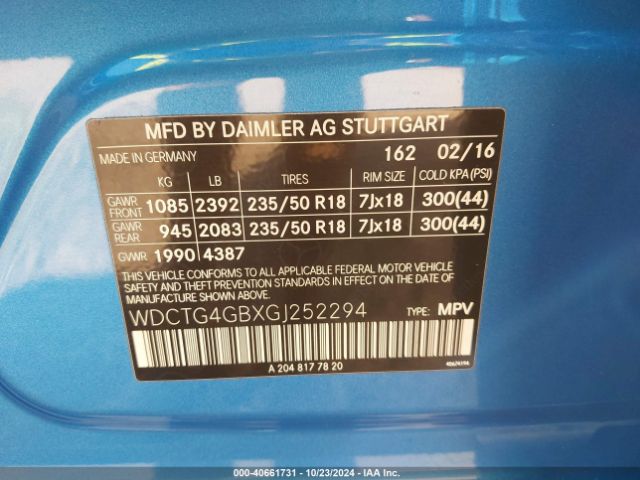 MFD BY DAIMLER AG STUTTGART
MADE IN GERMANY 162 02/16
KG LB TIRES RIM SIZE COLD KPA(PSI)
GAWR FRONT 1085 2392 235/50 R18 7Jx18 300(44)
GAWR REAR 945 2083 235/50 R18 7Jx18 300(44)
GVWR 1990 4387
THIS VEHICLE CONFORMS TO ALL APPLICABLE FEDERAL MOTOR VEHICLE
SAFETY AND THEFT PREVENTION STANDARDS IN EFFECT ON THE DATE OF
MANUFACTURE SHOWN ABOVE.
WDCTG4GBXGJ252294 TYPE: MPV
A 204 817 78 20
000-40661731 - 10/23/2024 - IAAI.COM